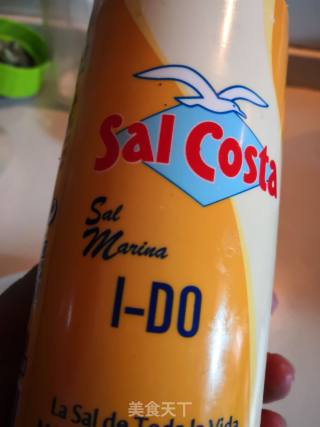 Sal Costa
Sal
Marina
I-DO
La Sal de Toda la Vida
美食天下